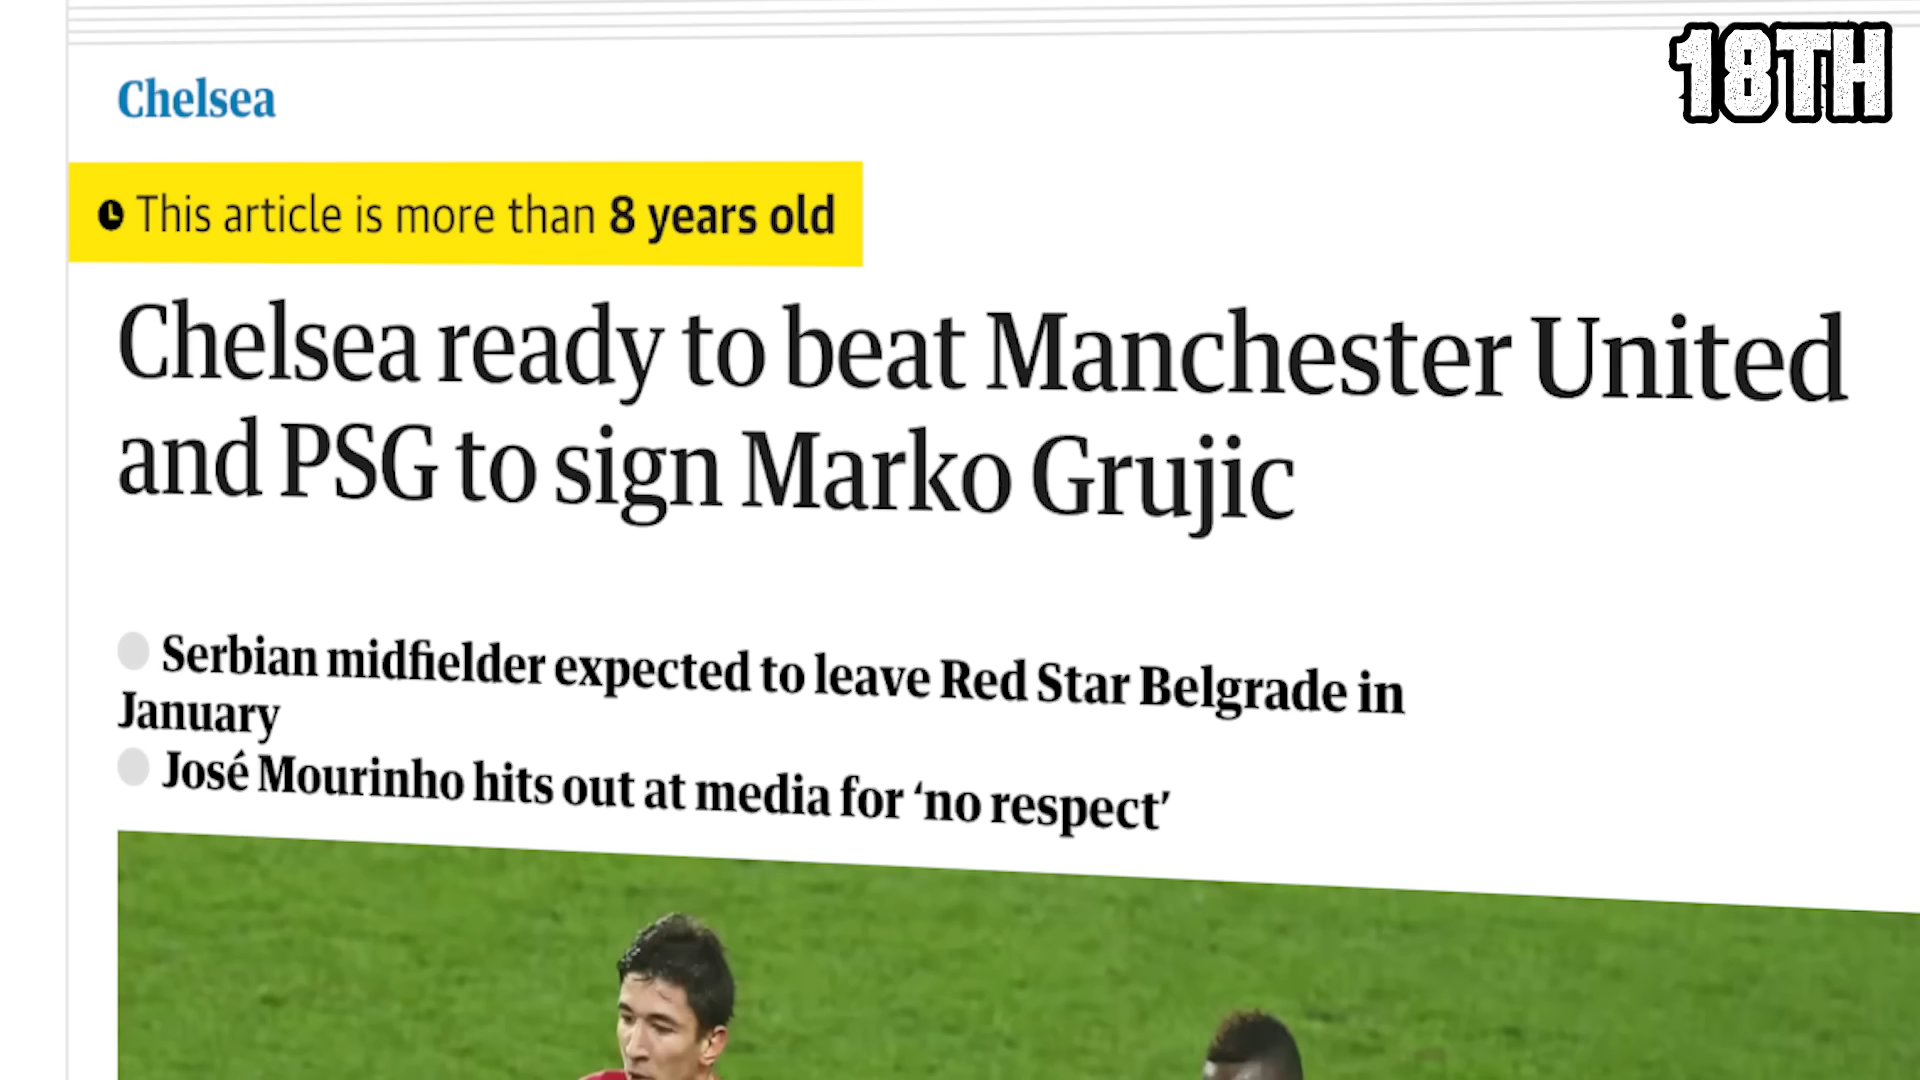 18TH
Chelsea
This article is more than 8 years old
Chelsea ready to beat Manchester United
and PSG to sign Marko Grujic
Serbian midfielder expected to leave Red Star Belgrade in
January
José Mourinho hits out at media for ‘no respect’